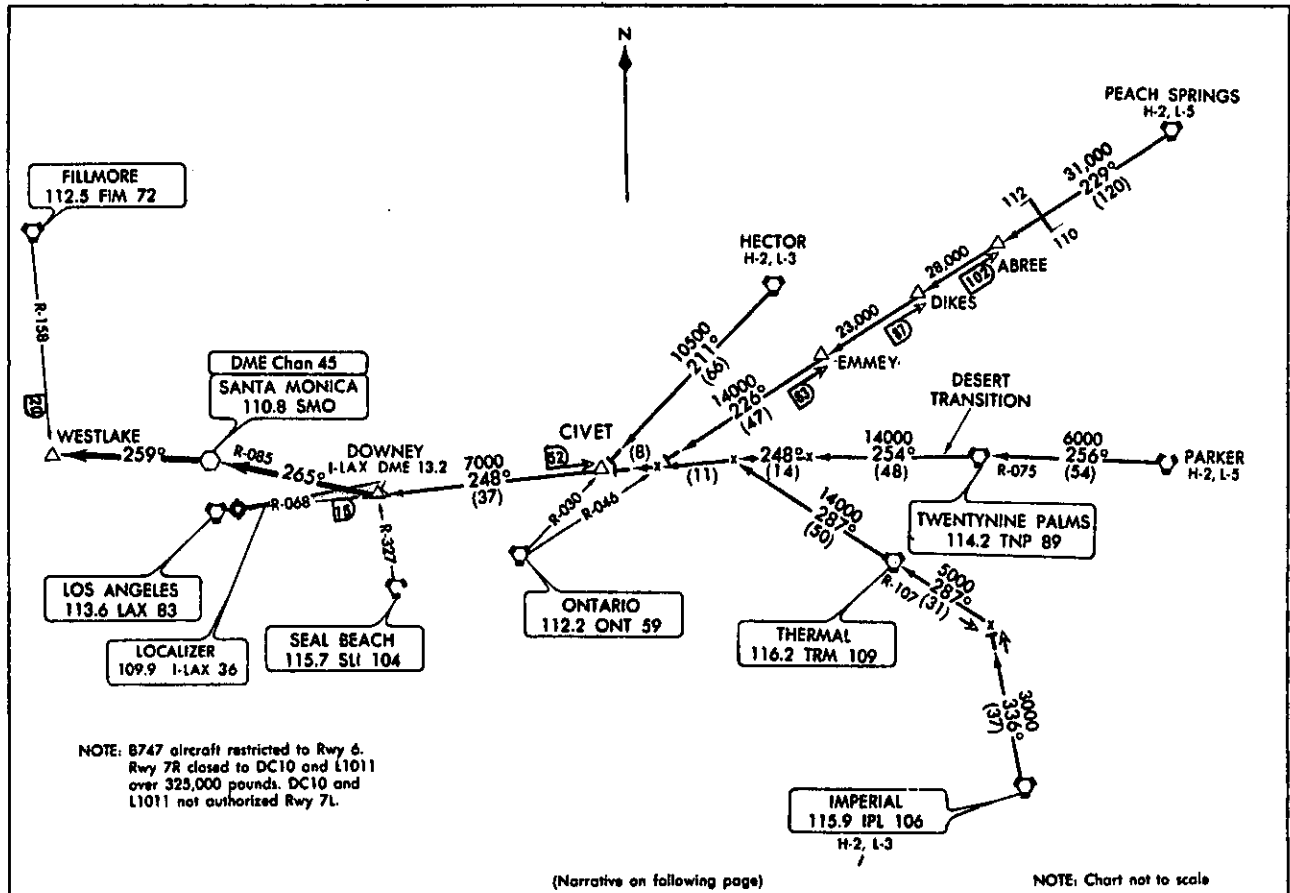 N
PEACH SPRINGS
H-2, L-5
31,000
229°
(120)
112
110
FILLMORE
112.5 FIM 72
HECTOR
H-2, L-3
28,000
102
ABREE
DIKES
23,000
87
EMMEY
83
10500
211°
(66)
14000
226°
(47)
R-158
20
DME Chan 45
SANTA MONICA
110.8 SMO
DESERT
TRANSITION
WESTLAKE
259°
R-085
265°
DOWNEY
I-LAX DME 13.2
CIVET
52
(8)
7000
248°
(37)
(11)
248°
(14)
14000
254°
(48)
R-075
6000
256°
(54)
PARKER
H-2, L-5
R-068
15
R-030
R-046
R-327
14000
287°
(50)
TWENTYNINE PALMS
114.2 TNP 89
LOS ANGELES
113.6 LAX 83
LOCALIZER
109.9 I-LAX 36
SEAL BEACH
115.7 SLI 104
ONTARIO
112.2 ONT 59
THERMAL
116.2 TRM 109
R-107
5000
287°
(31)
3000
336°
(37)
IMPERIAL
115.9 IPL 106
H-2, L-3
NOTE: B747 aircraft restricted to Rwy 6.
Rwy 7R closed to DC10 and L1011
over 325,000 pounds. DC10 and
L1011 not authorized Rwy 7L.
(Narrative on following page)
NOTE: Chart not to scale